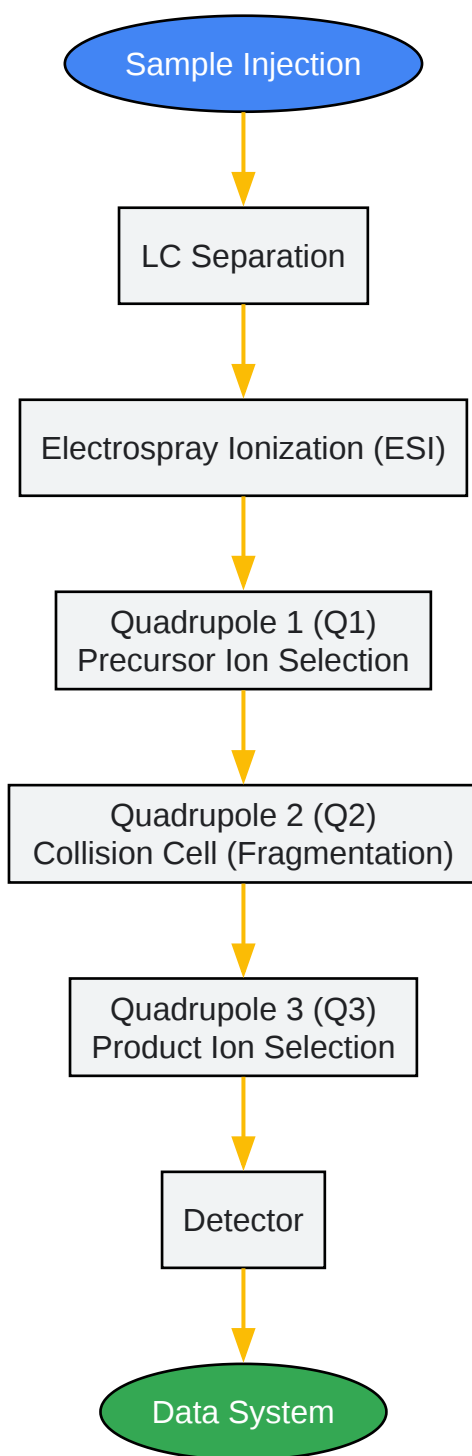 Sample Injection
LC Separation
Electrospray Ionization (ESI)
Quadrupole 1 (Q1)
Precursor Ion Selection
Quadrupole 2 (Q2)
Collision Cell (Fragmentation)
Quadrupole 3 (Q3)
Product Ion Selection
Detector
Data System